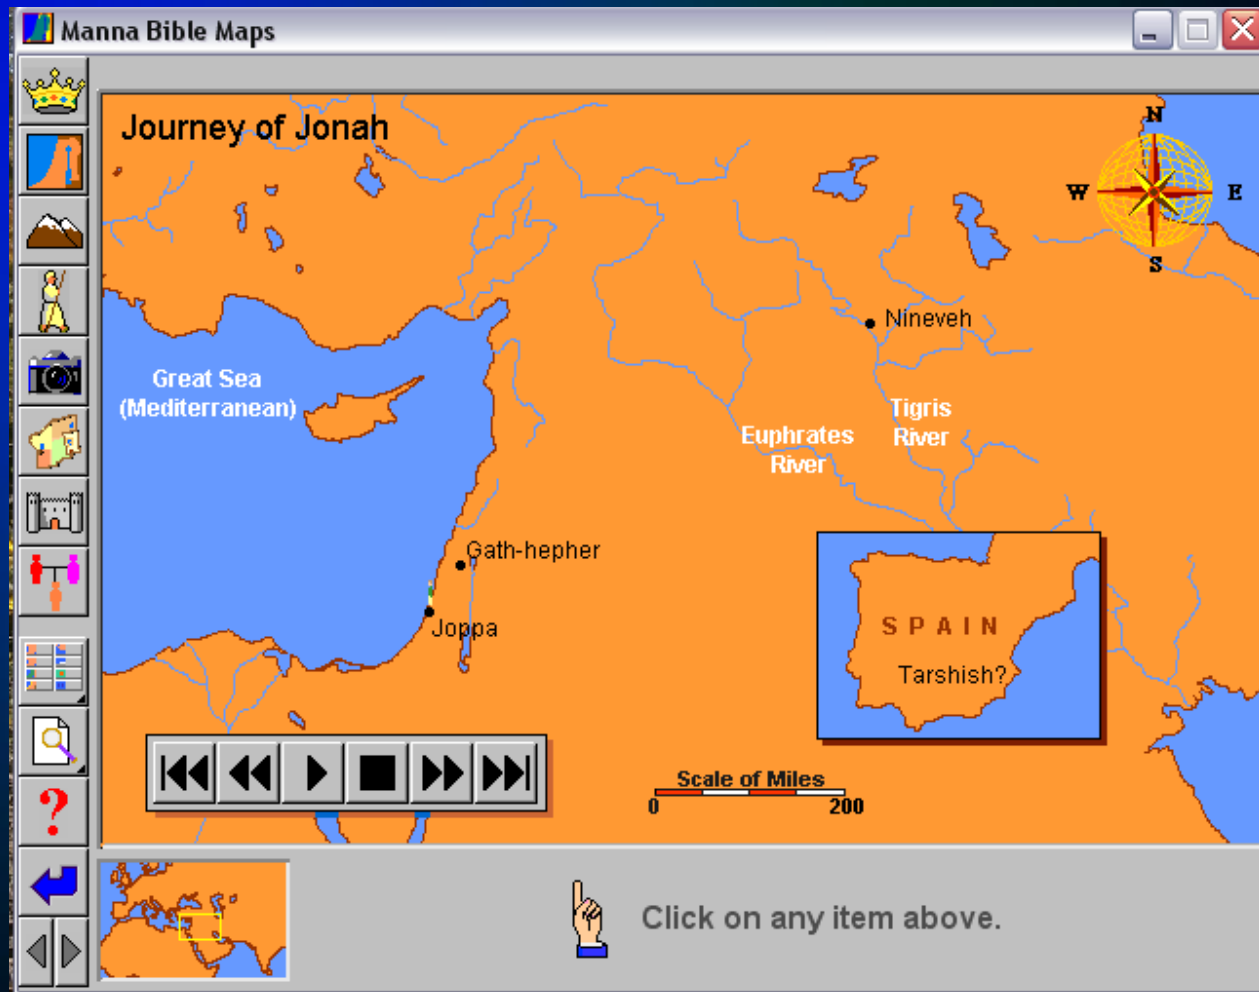 Manna Bible Maps
Journey of Jonah
N
W E
S
Nineveh
Great Sea
(Mediterranean)
Tigris
River
Euphrates
River
Gath-hepher
Joppa
SPAIN
Tarshish?
Scale of Miles
0 200
?
Click on any item above.